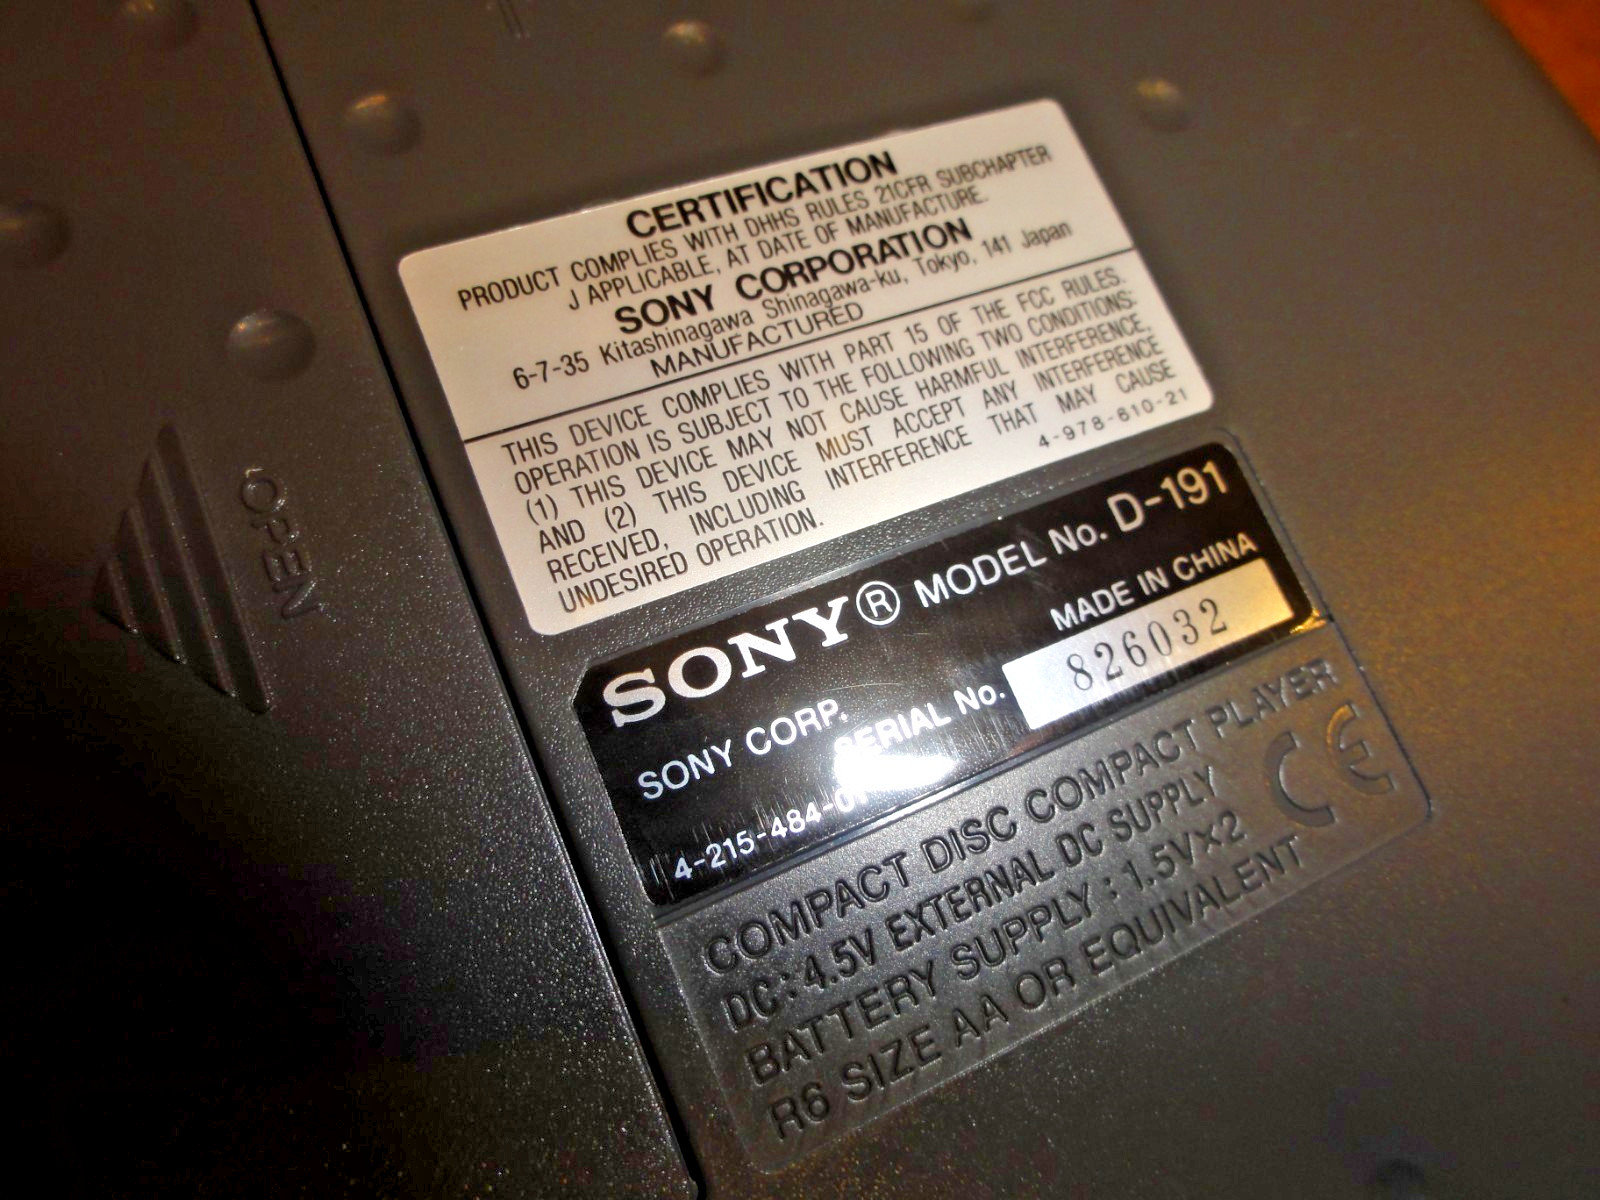 OPEN
CERTIFICATION
PRODUCT COMPLIES WITH DHHS RULES 21CFR SUBCHAPTER
J APPLICABLE, AT DATE OF MANUFACTURE.
SONY CORPORATION
6-7-35 Kitashinagawa Shinagawa-ku, Tokyo, 141 Japan
MANUFACTURED
THIS DEVICE COMPLIES WITH PART 15 OF THE FCC RULES.
OPERATION IS SUBJECT TO THE FOLLOWING TWO CONDITIONS:
(1) THIS DEVICE MAY NOT CAUSE HARMFUL INTERFERENCE,
AND (2) THIS DEVICE MUST ACCEPT ANY INTERFERENCE
RECEIVED, INCLUDING INTERFERENCE THAT MAY CAUSE
UNDESIRED OPERATION.
4-978-610-21
SONY® MODEL No. D-191
MADE IN CHINA
SONY CORP.
SERIAL No. 826032
4-215-484-
COMPACT DISC COMPACT PLAYER
DC : 4.5V EXTERNAL DC SUPPLY
BATTERY SUPPLY : 1.5V×2
R6 SIZE AA OR EQUIVALENT
CE